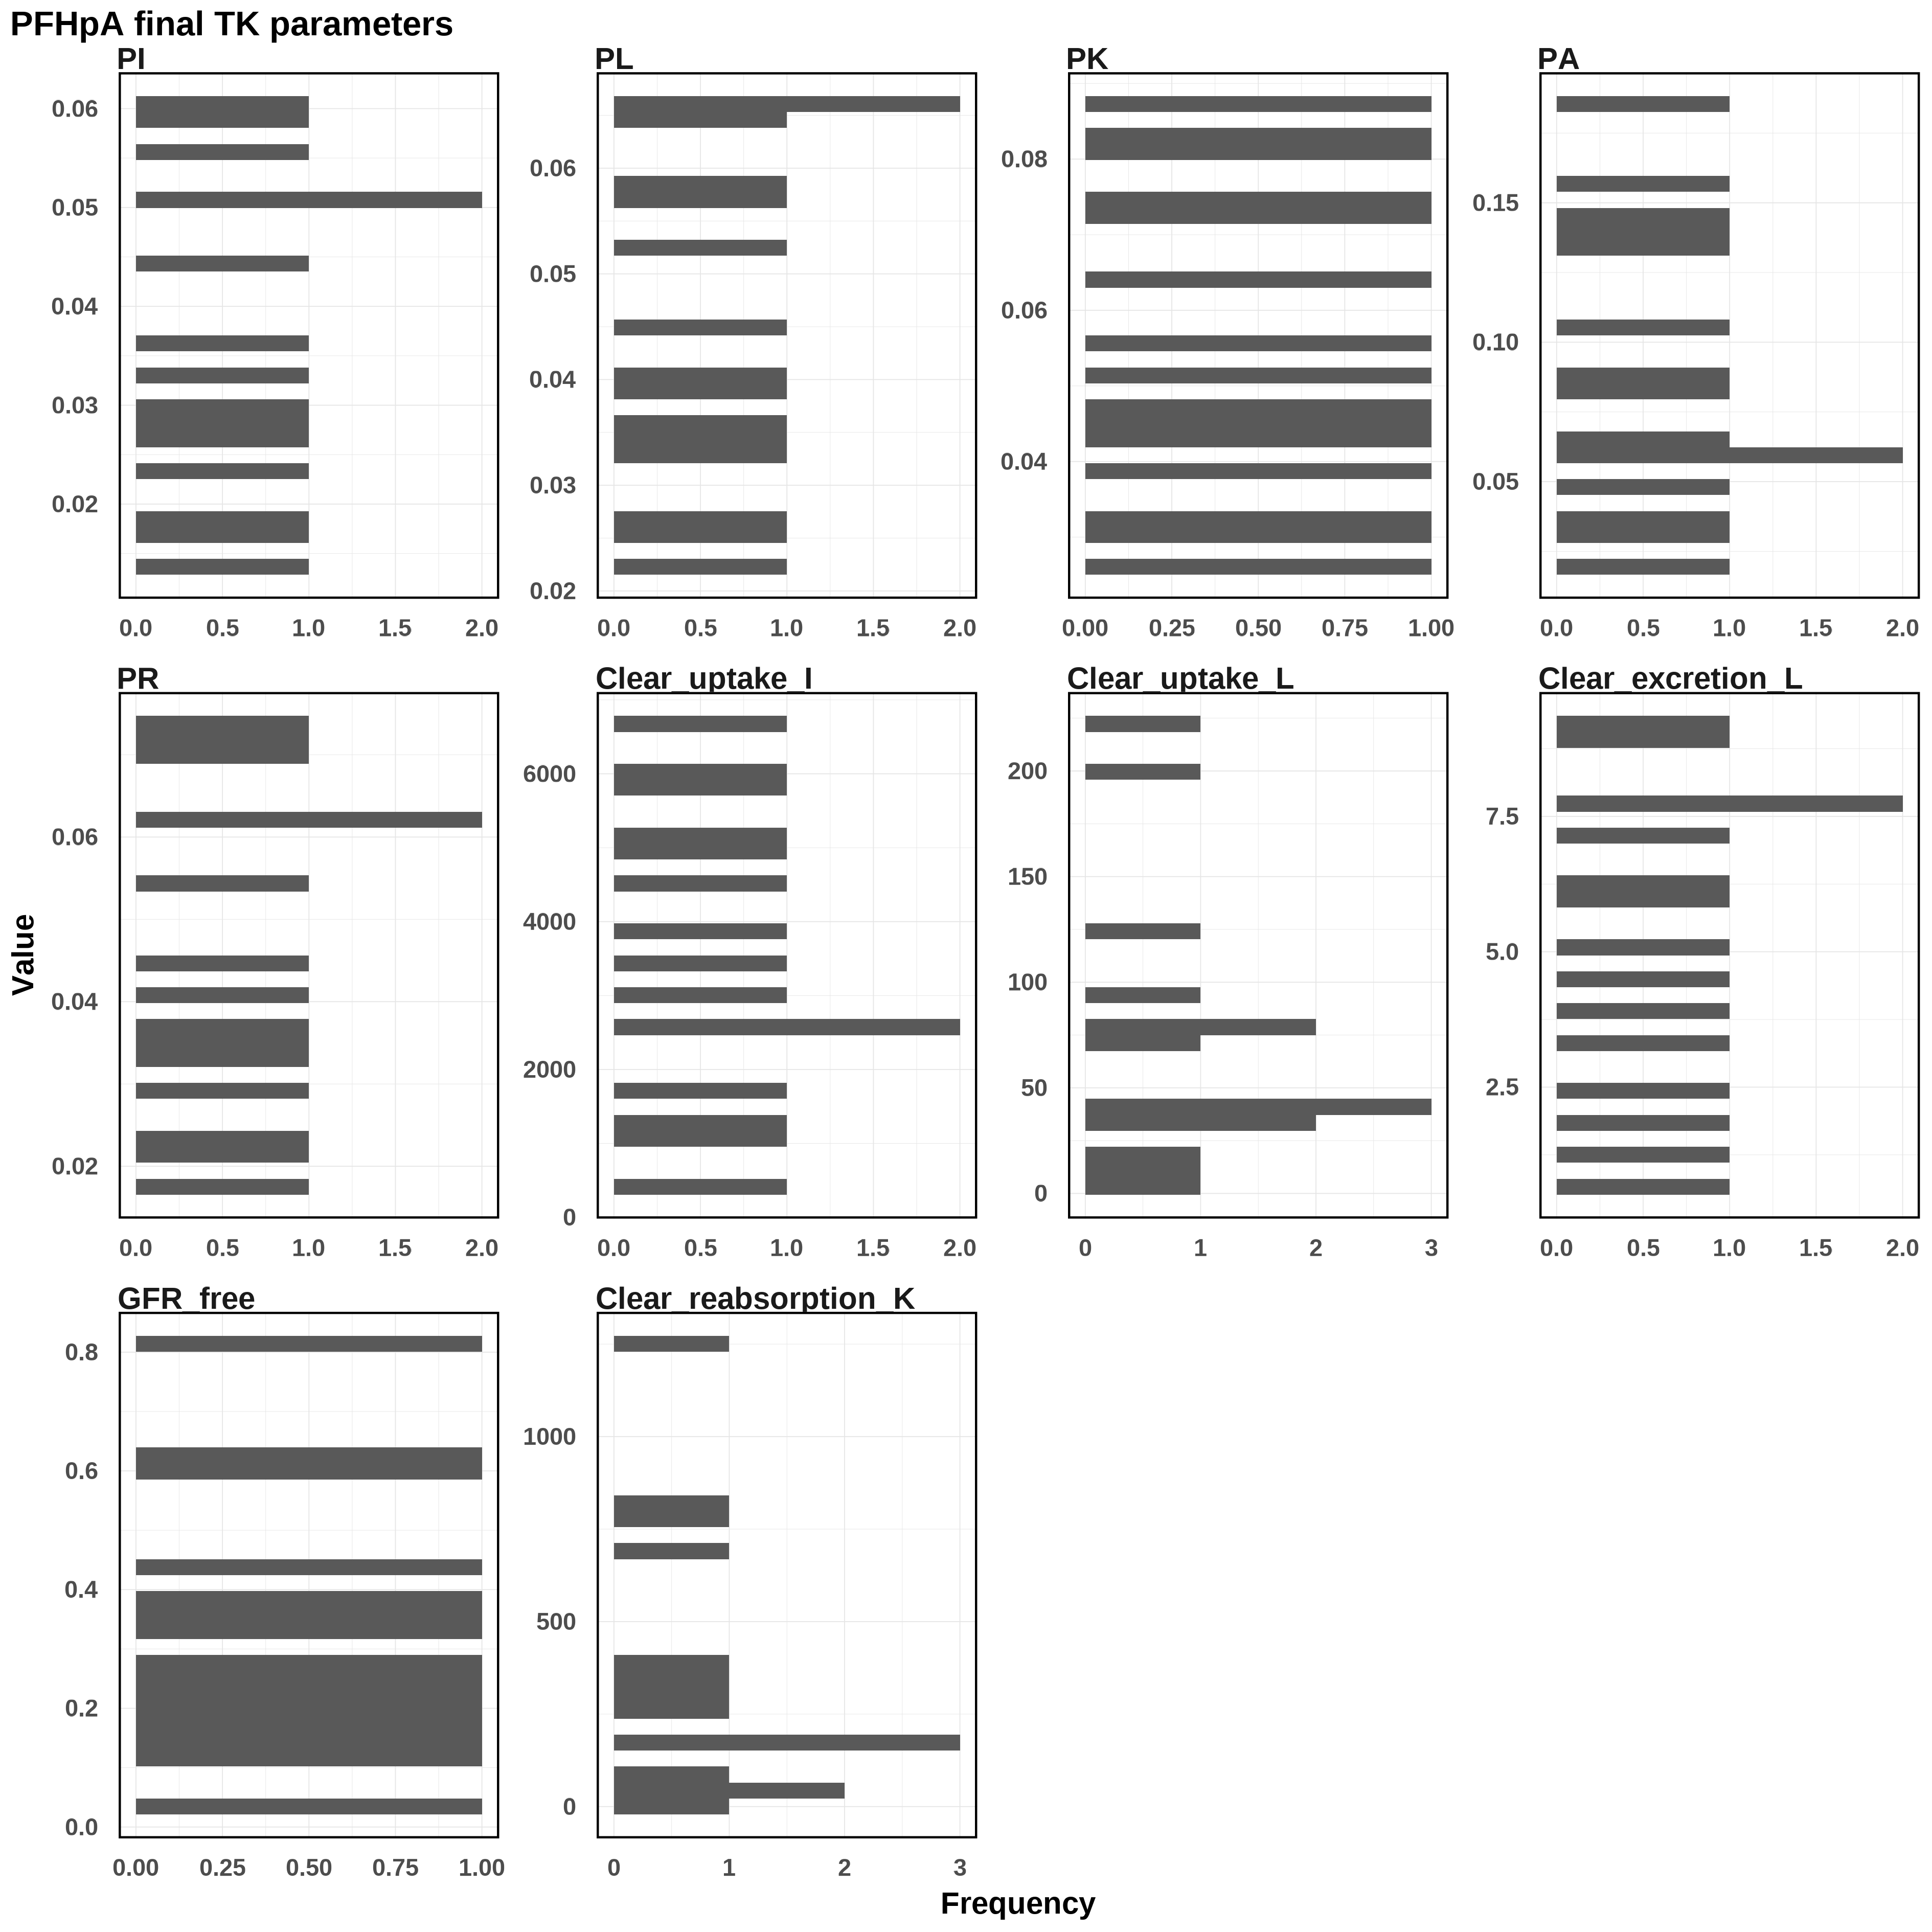 PFHpA final TK parameters
PI PL PK PA
0.06 0.05 0.04 0.03 0.02
0.06 0.05 0.04 0.03 0.02
0.08 0.06 0.04
0.15 0.10 0.05
0.0 0.5 1.0 1.5 2.0
0.0 0.5 1.0 1.5 2.0
0.00 0.25 0.50 0.75 1.00
0.0 0.5 1.0 1.5 2.0
PR Clear_uptake_I Clear_uptake_L Clear_excretion_L
0.06 0.04 0.02
6000 4000 2000 0
200 150 100 50 0
7.5 5.0 2.5
0.0 0.5 1.0 1.5 2.0
0.0 0.5 1.0 1.5 2.0
0 1 2 3
0.0 0.5 1.0 1.5 2.0
GFR_free Clear_reabsorption_K
0.8 0.6 0.4 0.2 0.0
1000 500 0
0.00 0.25 0.50 0.75 1.00
0 1 2 3
Value
Frequency